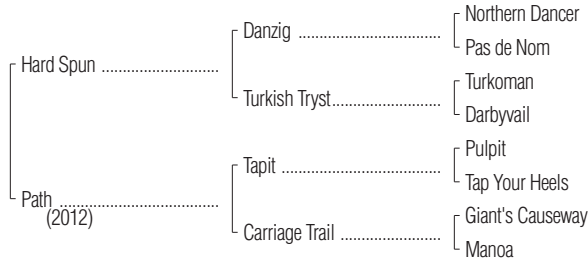 Northern Dancer
Danzig ..............................
Pas de Nom
Hard Spun .........................
Turkoman
Turkish Tryst.....................
Darbyvail
Pulpit
Tapit ..................................
Tap Your Heels
Path ..................................
(2012)
Giant's Causeway
Carriage Trail ...................
Manoa